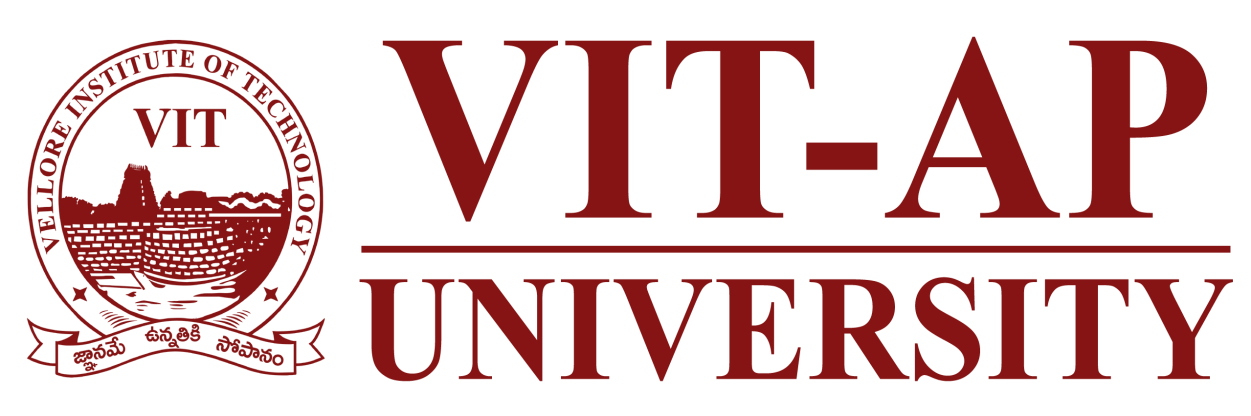 VELLORE INSTITUTE OF TECHNOLOGY
VIT
జ్ఞానమే ఉన్నతికి సోపానం
VIT-AP
UNIVERSITY